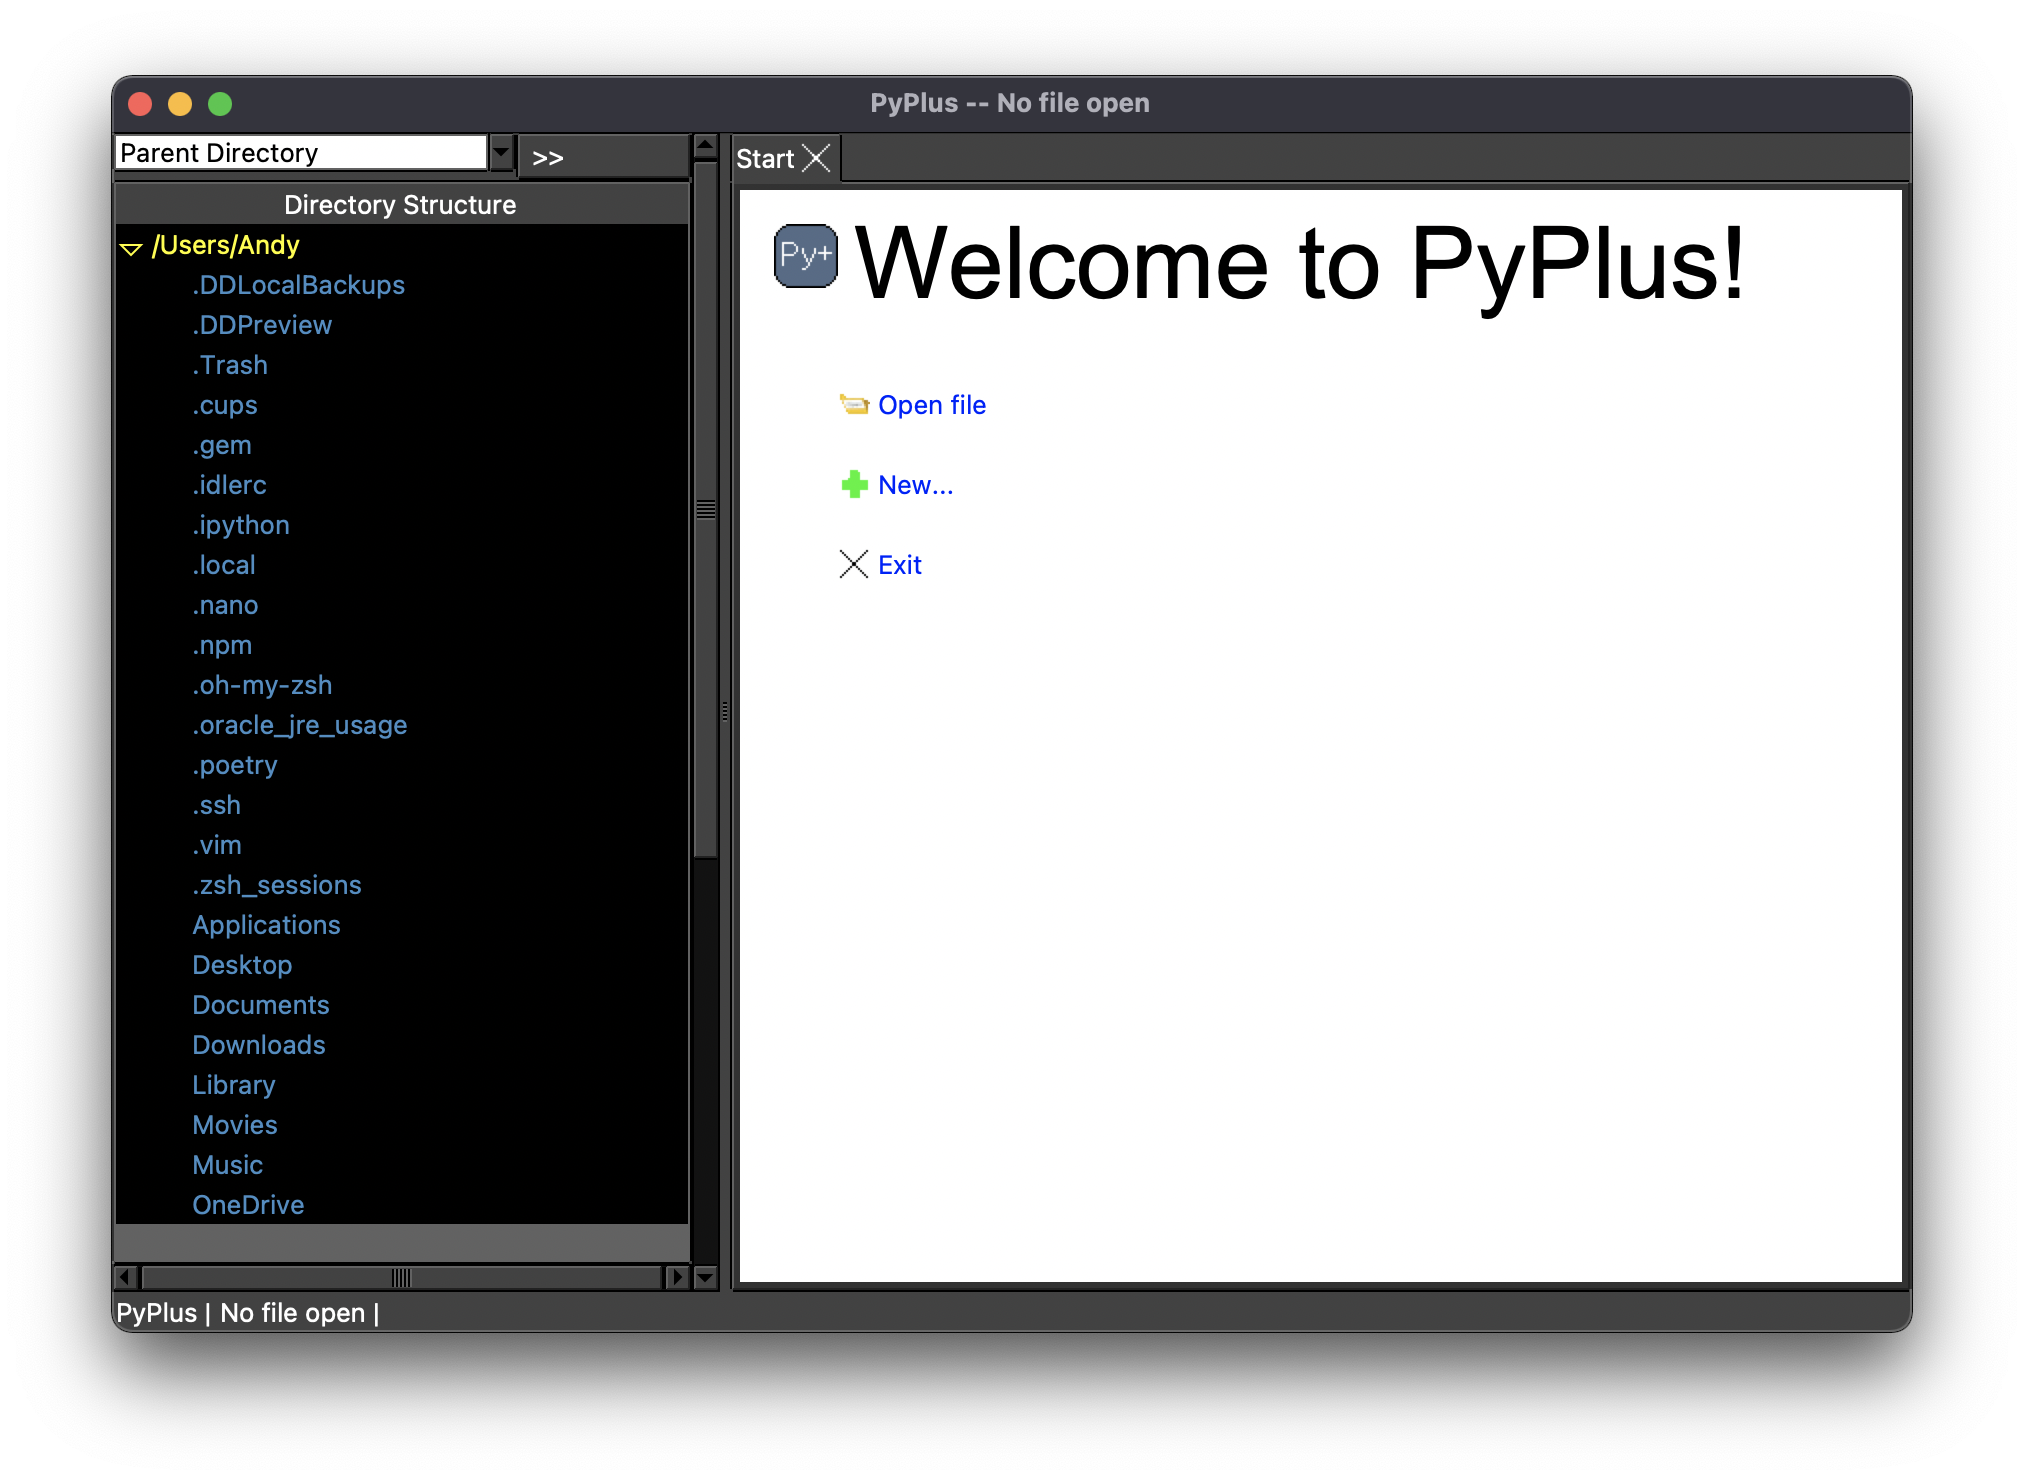 PyPlus -- No file open
Parent Directory
>>
Directory Structure
/Users/Andy
.DDLocalBackups
.DDPreview
.Trash
.cups
.gem
.idlerc
.ipython
.local
.nano
.npm
.oh-my-zsh
.oracle_jre_usage
.poetry
.ssh
.vim
.zsh_sessions
Applications
Desktop
Documents
Downloads
Library
Movies
Music
OneDrive
Start
Py+
Welcome to PyPlus!
Open file
New...
Exit
PyPlus | No file open |